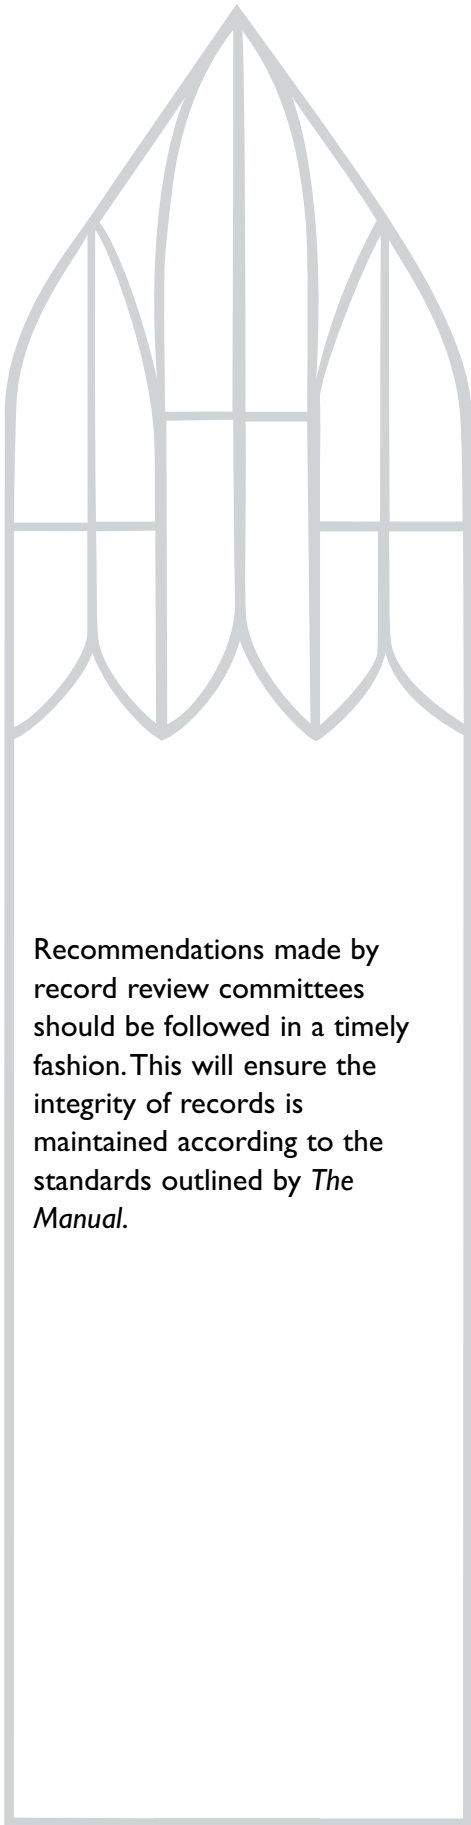 Recommendations made by
record review committees
should be followed in a timely
fashion. This will ensure the
integrity of records is
maintained according to the
standards outlined by The
Manual.